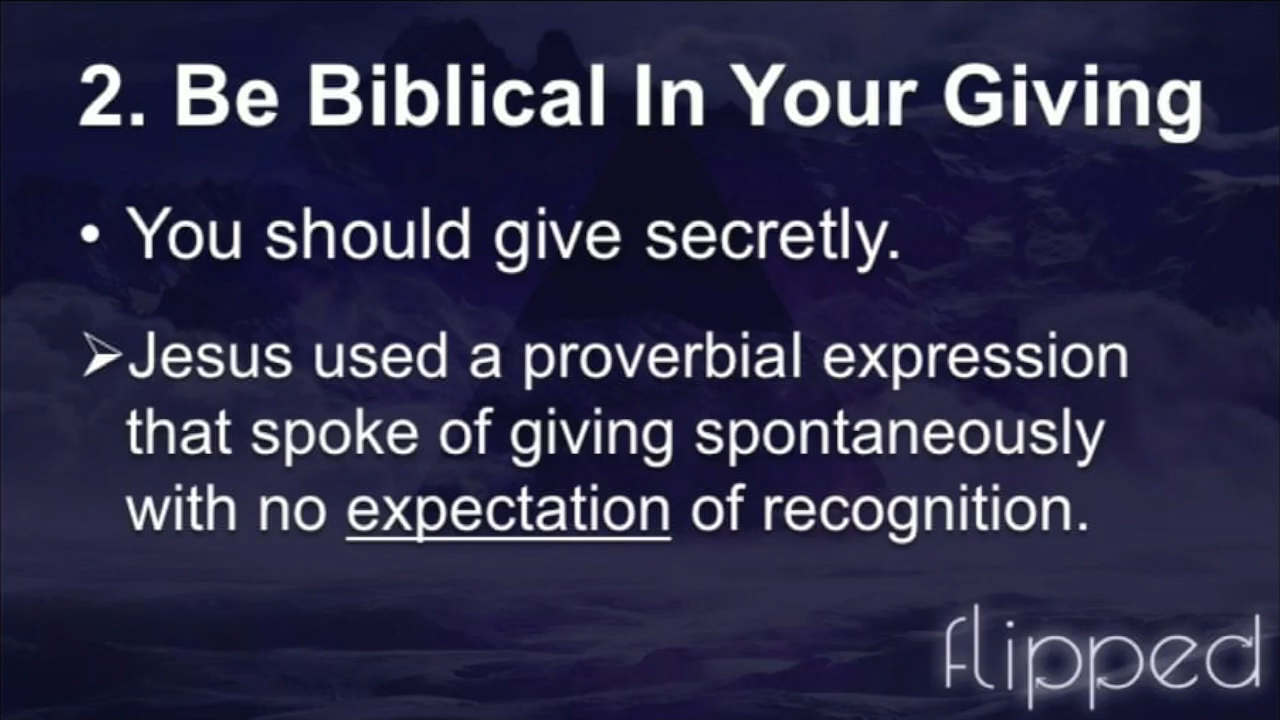 2. Be Biblical In Your Giving
• You should give secretly.
➢Jesus used a proverbial expression
that spoke of giving spontaneously
with no expectation of recognition.
flipped